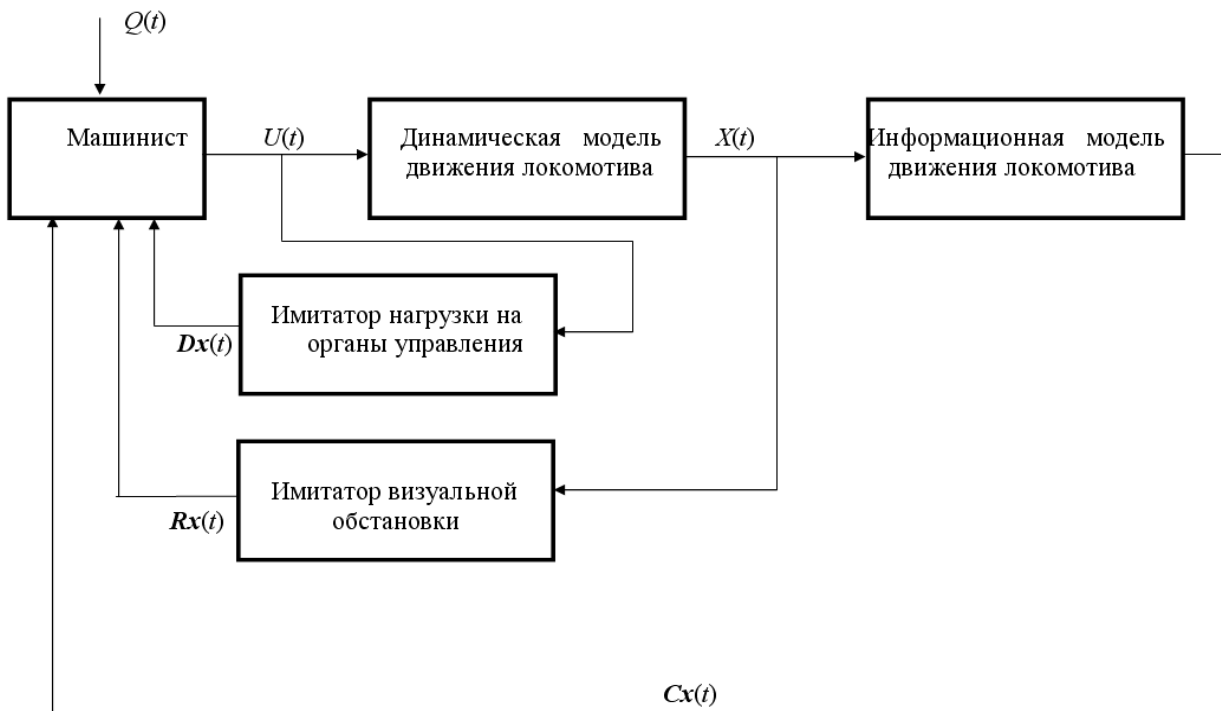 Q(t)
Машинист
U(t)
Динамическая модель
движения локомотива
X(t)
Информационная модель
движения локомотива
Имитатор нагрузки на
органы управления
Dx(t)
Имитатор визуальной
обстановки
Rx(t)
Cx(t)